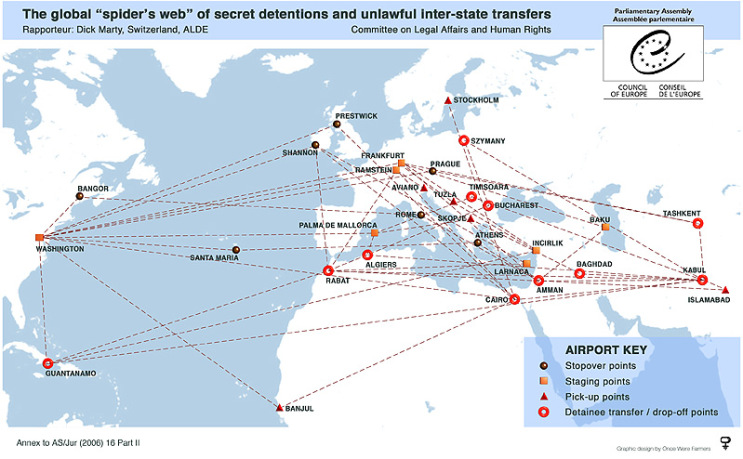 The global “spider’s web” of secret detentions and unlawful inter-state transfers
Rapporteur: Dick Marty, Switzerland, ALDE
Committee on Legal Affairs and Human Rights
Parliamentary Assembly
Assemblée parlementaire
COUNCIL CONSEIL
OF EUROPE DE L'EUROPE
STOCKHOLM
PRESTWICK
SZYMANY
SHANNON
FRANKFURT
PRAGUE
RAMSTEIN
BANGOR
AVIANO
TIMISOARA
TUZLA
BUCHAREST
ROME
SKOPJE
BAKU
TASHKENT
PALMA DE MALLORCA
ATHENS
INCIRLIK
WASHINGTON
SANTA MARIA
ALGIERS
LARNACA
BAGHDAD
KABUL
RABAT
AMMAN
CAIRO
ISLAMABAD
GUANTANAMO
BANJUL
AIRPORT KEY
Stopover points
Staging points
Pick-up points
Detainee transfer / drop-off points
Annex to AS/Jur (2006) 16 Part II
Graphic design by Once Were Farmers